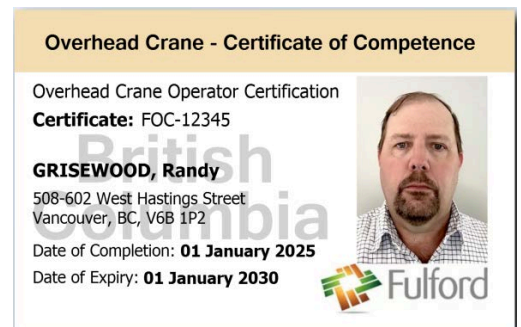 Overhead Crane - Certificate of Competence
Overhead Crane Operator Certification
Certificate: FOC-12345
British
Columbia
GRISEWOOD, Randy
508-602 West Hastings Street
Vancouver, BC, V6B 1P2
Date of Completion: 01 January 2025
Date of Expiry: 01 January 2030
Fulford